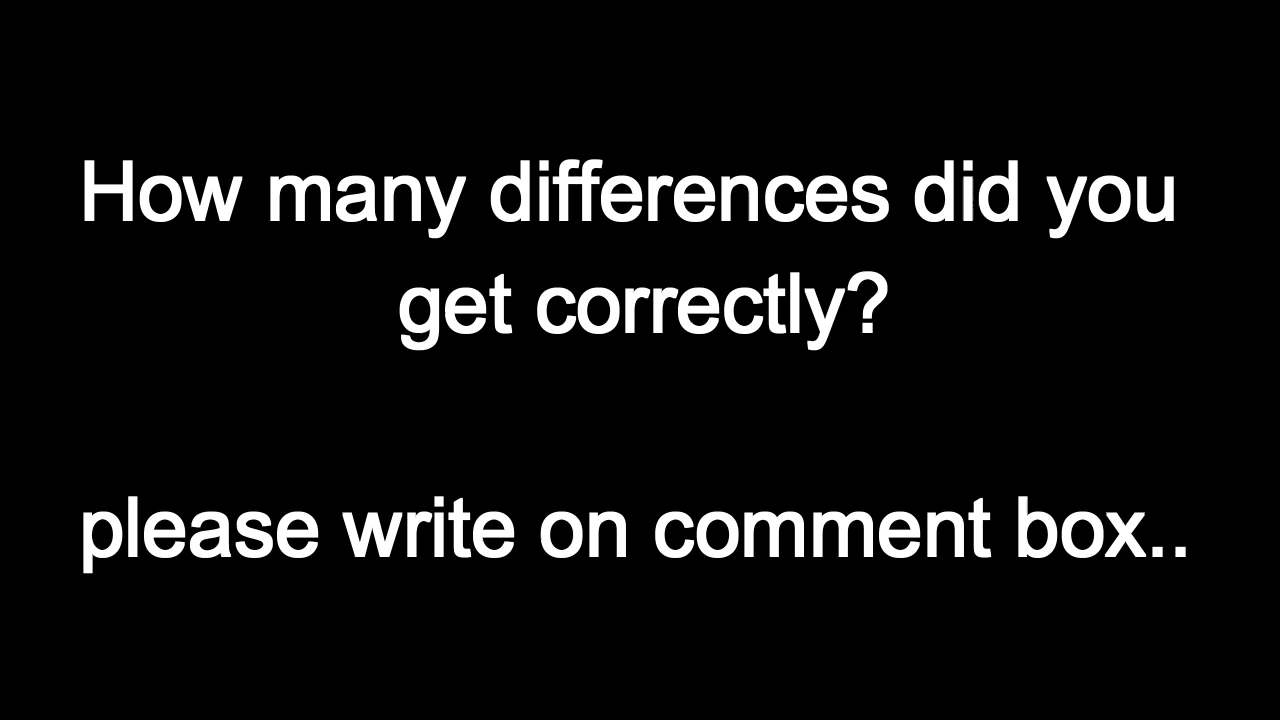 How many differences did you
get correctly?
please write on comment box..